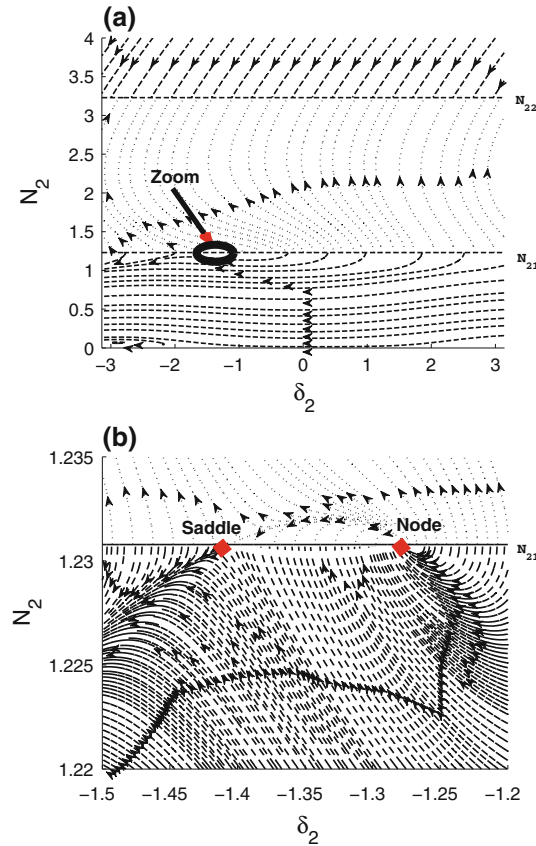 (a)
4
3.5
3
2.5
2
1.5
1
0.5
0
N₂
N₂₂
Zoom
N₂₁
−3 −2 −1 0 1 2 3
δ₂
(b)
1.235
1.23
1.225
1.22
N₂
Saddle Node
N₂₁
−1.5 −1.45 −1.4 −1.35 −1.28 −1.25 −1.2
δ₂